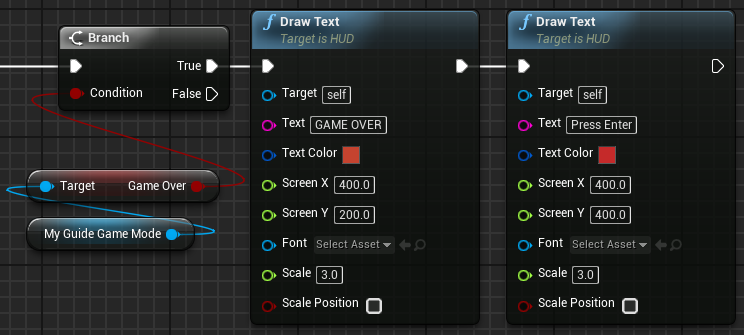 Branch
True
Condition
False
Target
Game Over
My Guide Game Mode
Draw Text
Target is HUD
Target self
Text GAME OVER
Text Color
Screen X 400.0
Screen Y 200.0
Font Select Asset
Scale 3.0
Scale Position
Draw Text
Target is HUD
Target self
Text Press Enter
Text Color
Screen X 400.0
Screen Y 400.0
Font Select Asset
Scale 3.0
Scale Position